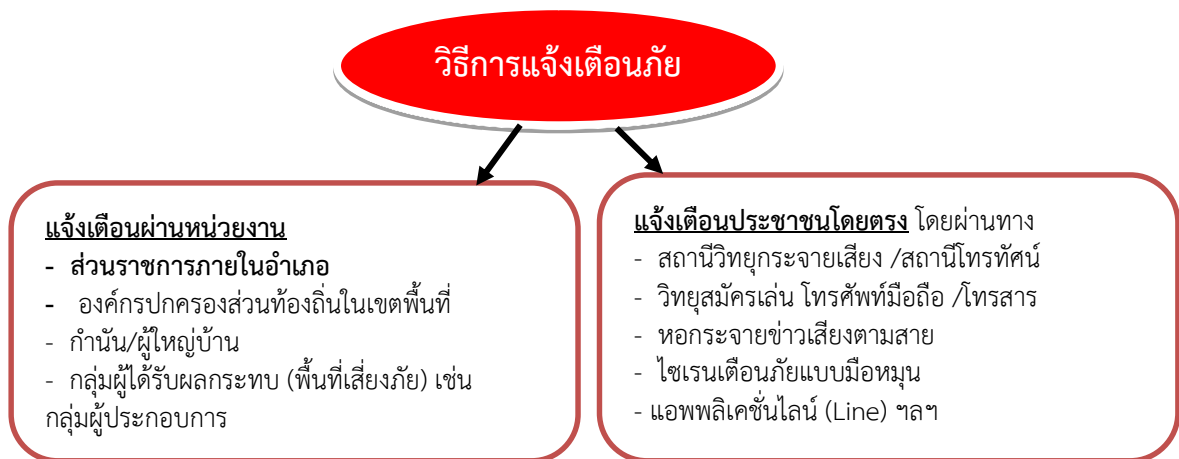 วิธีการแจ้งเตือนภัย
แจ้งเตือนผ่านหน่วยงาน
- ส่วนราชการภายในอำเภอ
- องค์กรปกครองส่วนท้องถิ่นในเขตพื้นที่
- กำนัน/ผู้ใหญ่บ้าน
- กลุ่มผู้ได้รับผลกระทบ (พื้นที่เสี่ยงภัย) เช่น
กลุ่มผู้ประกอบการ
แจ้งเตือนประชาชนโดยตรง โดยผ่านทาง
- สถานีวิทยุกระจายเสียง /สถานีโทรทัศน์
- วิทยุสมัครเล่น โทรศัพท์มือถือ /โทรสาร
- หอกระจายข่าวเสียงตามสาย
- ไซเรนเตือนภัยแบบมือหมุน
- แอพพลิเคชั่นไลน์ (Line) ฯลฯ